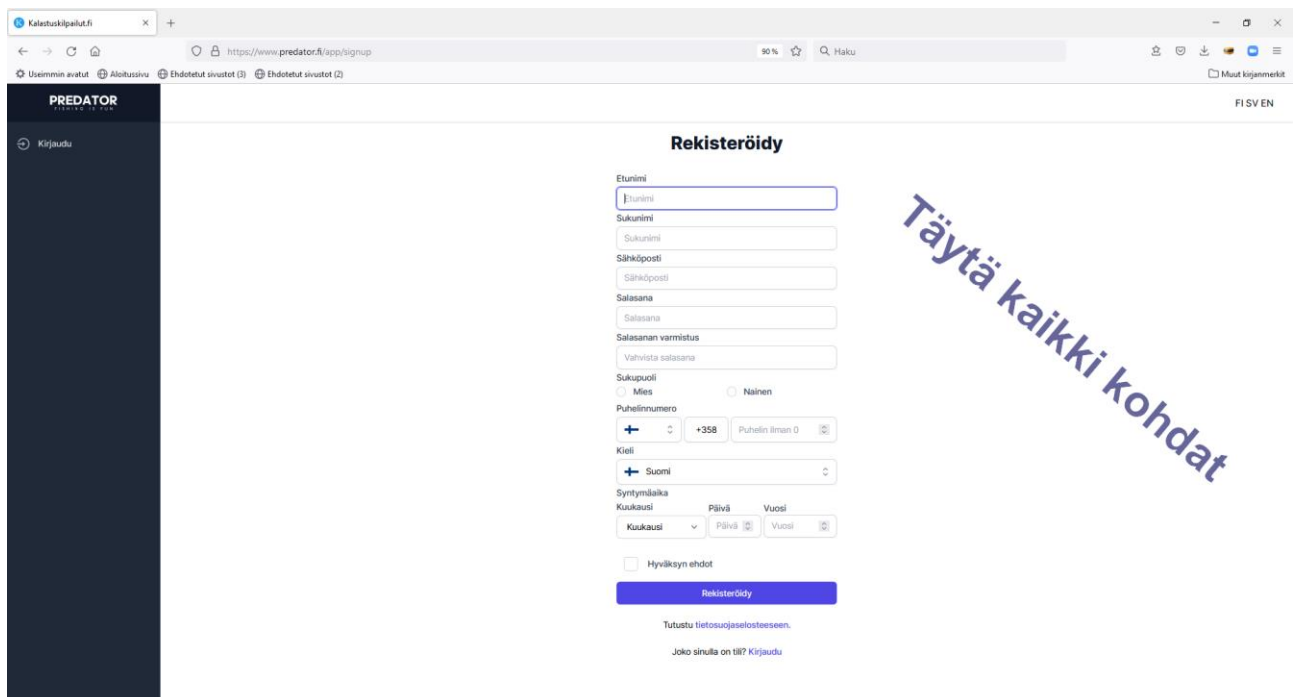 Kalastuskilpailut.fi
https://www.predator.fi/app/signup
90 %
Haku
Useimmin avatut
Aloitussivu
Ehdotetut sivustot (3)
Ehdotetut sivustot (2)
Muut kirjanmerkit
PREDATOR
FISHING IS FUN
FI SV EN
Kirjaudu
Rekisteröidy
Etunimi
Etunimi
Sukunimi
Sukunimi
Sähköposti
Sähköposti
Salasana
Salasana
Salasanan varmistus
Vahvista salasana
Sukupuoli
Mies Nainen
Puhelinnumero
+358 Puhelin ilman 0
Kieli
Suomi
Syntymäaika
Kuukausi Päivä Vuosi
Kuukausi Päivä Vuosi
Hyväksyn ehdot
Rekisteröidy
Tutustu tietosuojaselosteeseen.
Joko sinulla on tili? Kirjaudu
Täytä kaikki kohdat